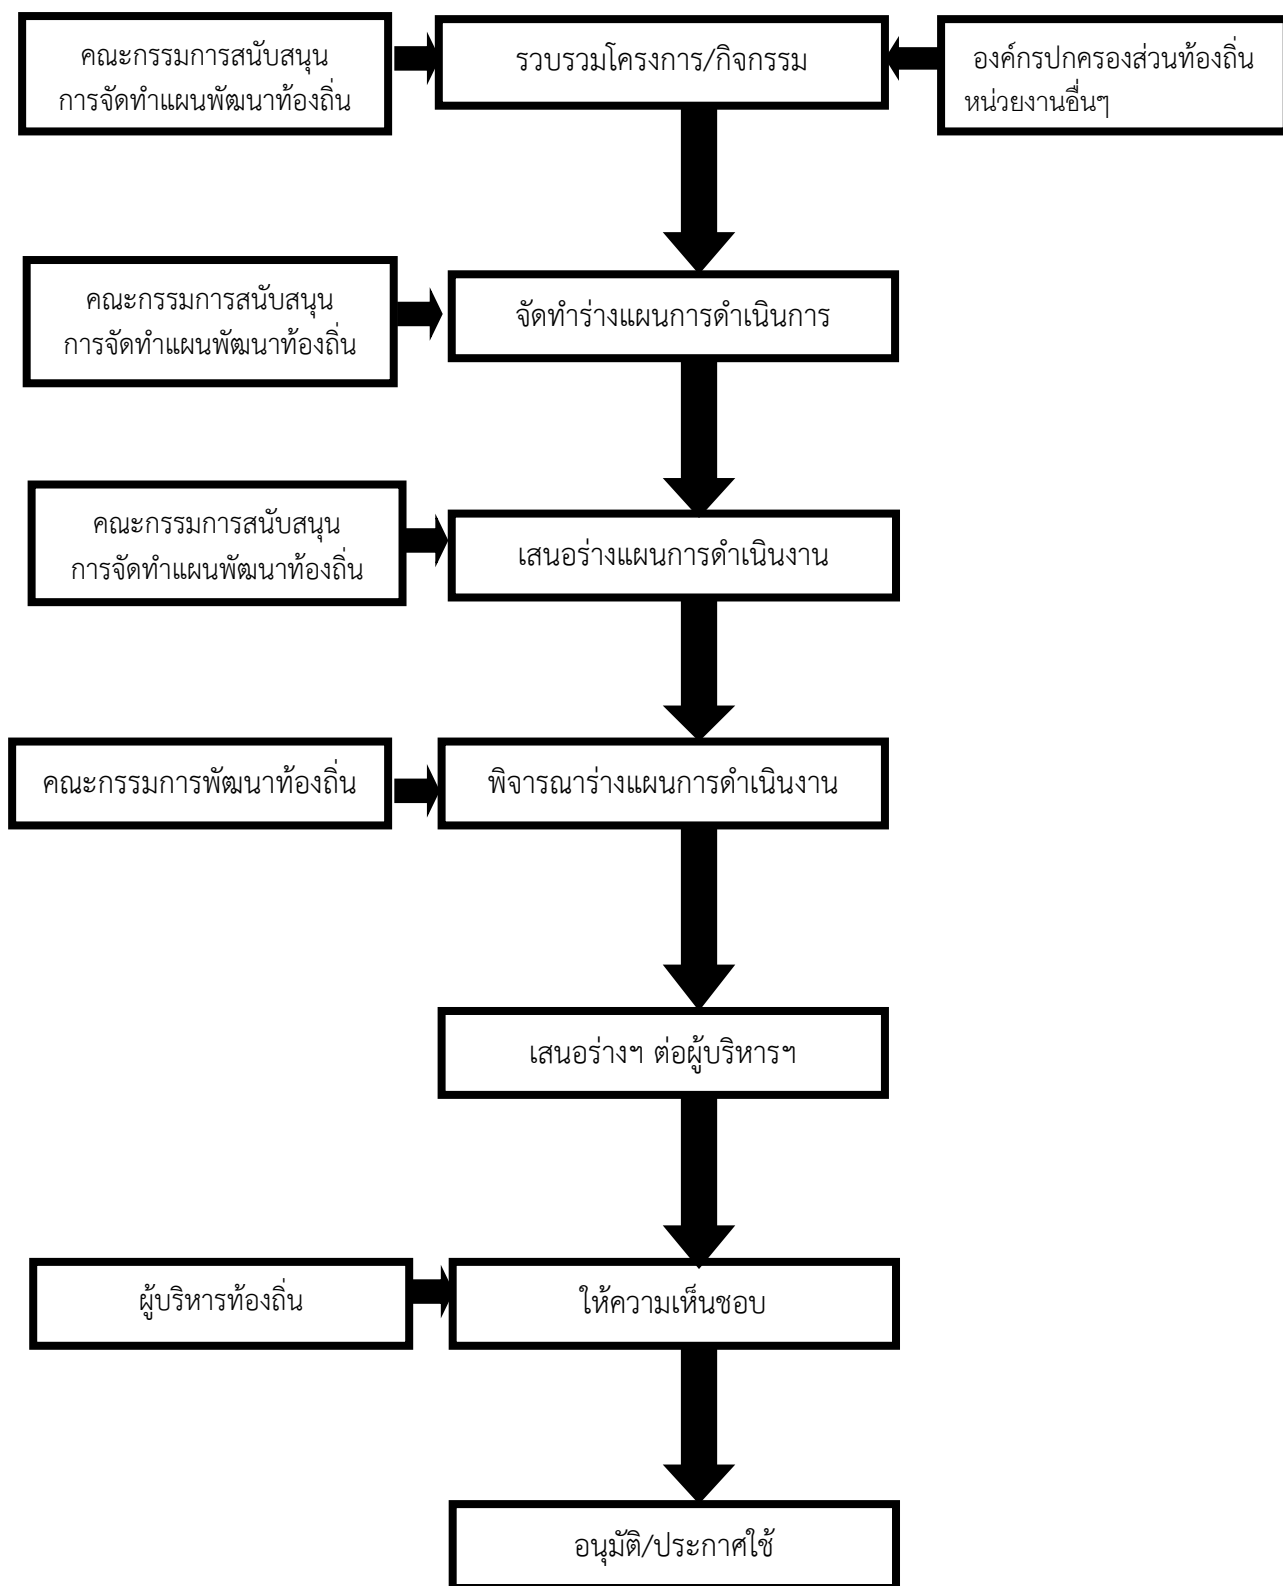 คณะกรรมการสนับสนุน
การจัดทำแผนพัฒนาท้องถิ่น
รวบรวมโครงการ/กิจกรรม
องค์กรปกครองส่วนท้องถิ่น
หน่วยงานอื่นๆ
คณะกรรมการสนับสนุน
การจัดทำแผนพัฒนาท้องถิ่น
จัดทำร่างแผนการดำเนินการ
คณะกรรมการสนับสนุน
การจัดทำแผนพัฒนาท้องถิ่น
เสนอร่างแผนการดำเนินงาน
คณะกรรมการพัฒนาท้องถิ่น
พิจารณาร่างแผนการดำเนินงาน
เสนอร่างฯ ต่อผู้บริหารฯ
ผู้บริหารท้องถิ่น
ให้ความเห็นชอบ
อนุมัติ/ประกาศใช้